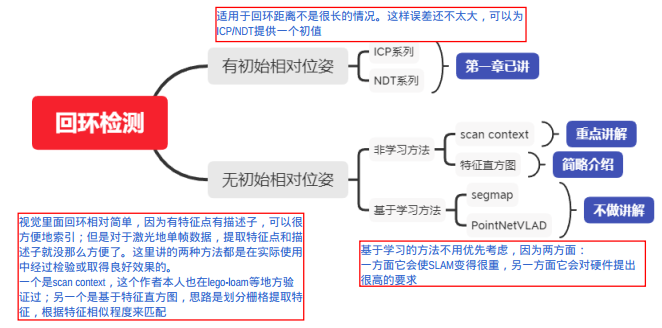 适用于回环距离不是很长的情况。这样误差还不太大，可以为
ICP/NDT提供一个初值
回环检测
有初始相对位姿
ICP系列
NDT系列
第一章已讲
无初始相对位姿
非学习方法
scan context
重点讲解
特征直方图
简略介绍
基于学习方法
segmap
PointNetVLAD
不做讲解
视觉里面回环相对简单，因为有特征点有描述子，可以很
方便地索引；但是对于激光地单帧数据，提取特征点和描
述子就没那么方便了。这里讲的两种方法都是在实际使用
中经过检验或取得良好效果的。
一个是scan context，这个作者本人也在lego-loam等地方验
证过；另一个是基于特征直方图，思路是划分栅格提取特
征，根据特征相似程度来匹配
基于学习的方法不用优先考虑，因为两方面：
一方面它会使SLAM变得很重，另一方面它会对硬件提出
很高的要求